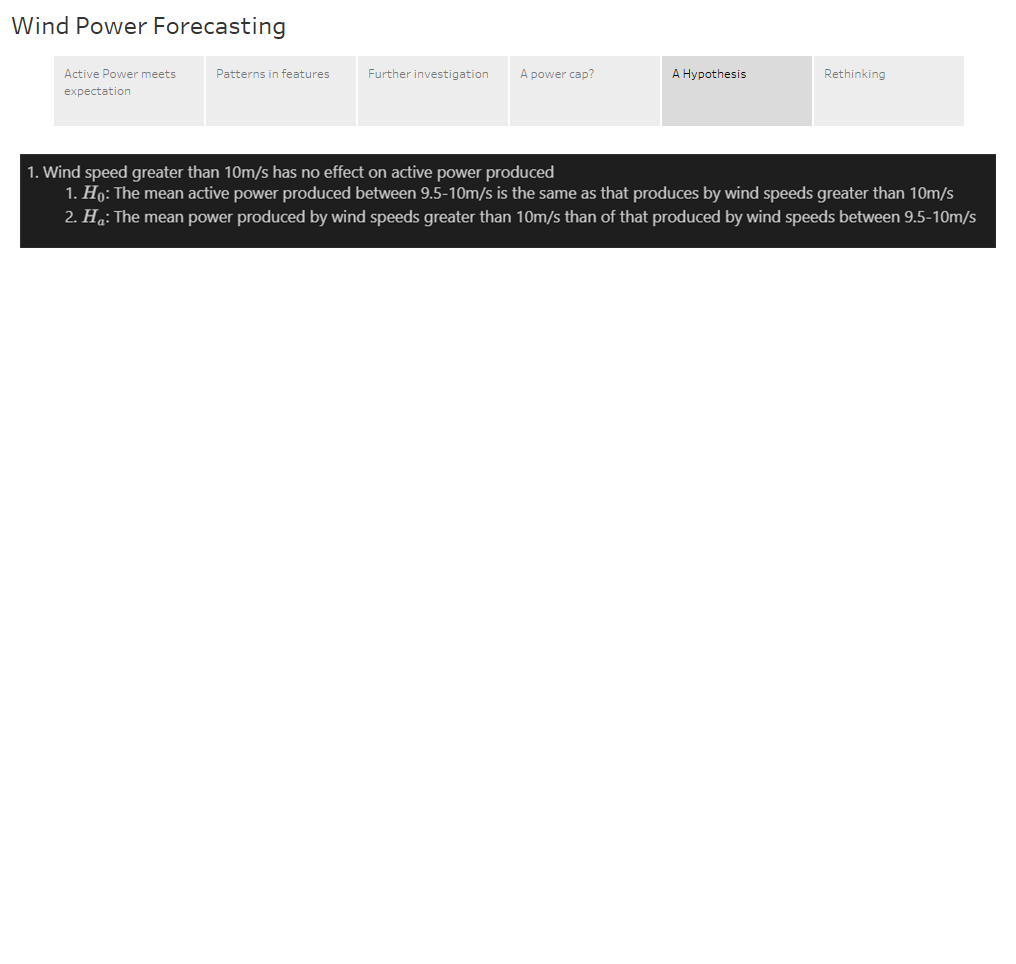 Wind Power Forecasting
Active Power meets
expectation
Patterns in features
Further investigation
A power cap?
A Hypothesis
Rethinking
1. Wind speed greater than 10m/s has no effect on active power produced
1. H₀: The mean active power produced between 9.5-10m/s is the same as that produces by wind speeds greater than 10m/s
2. Hₐ: The mean power produced by wind speeds greater than 10m/s than of that produced by wind speeds between 9.5-10m/s